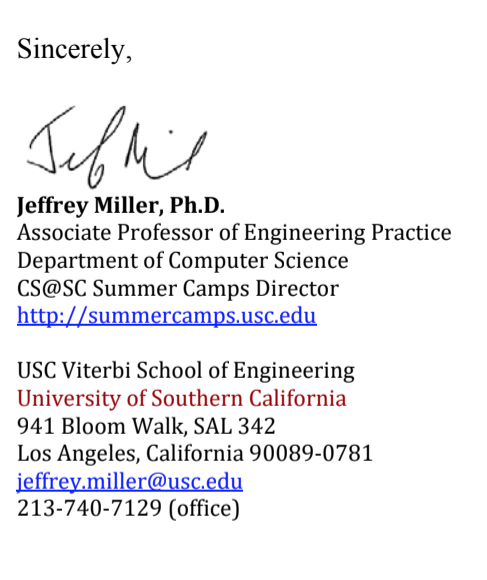 Sincerely,
Jeff Mil
Jeffrey Miller, Ph.D.
Associate Professor of Engineering Practice
Department of Computer Science
CS@SC Summer Camps Director
http://summercamps.usc.edu
USC Viterbi School of Engineering
University of Southern California
941 Bloom Walk, SAL 342
Los Angeles, California 90089-0781
jeffrey.miller@usc.edu
213-740-7129 (office)